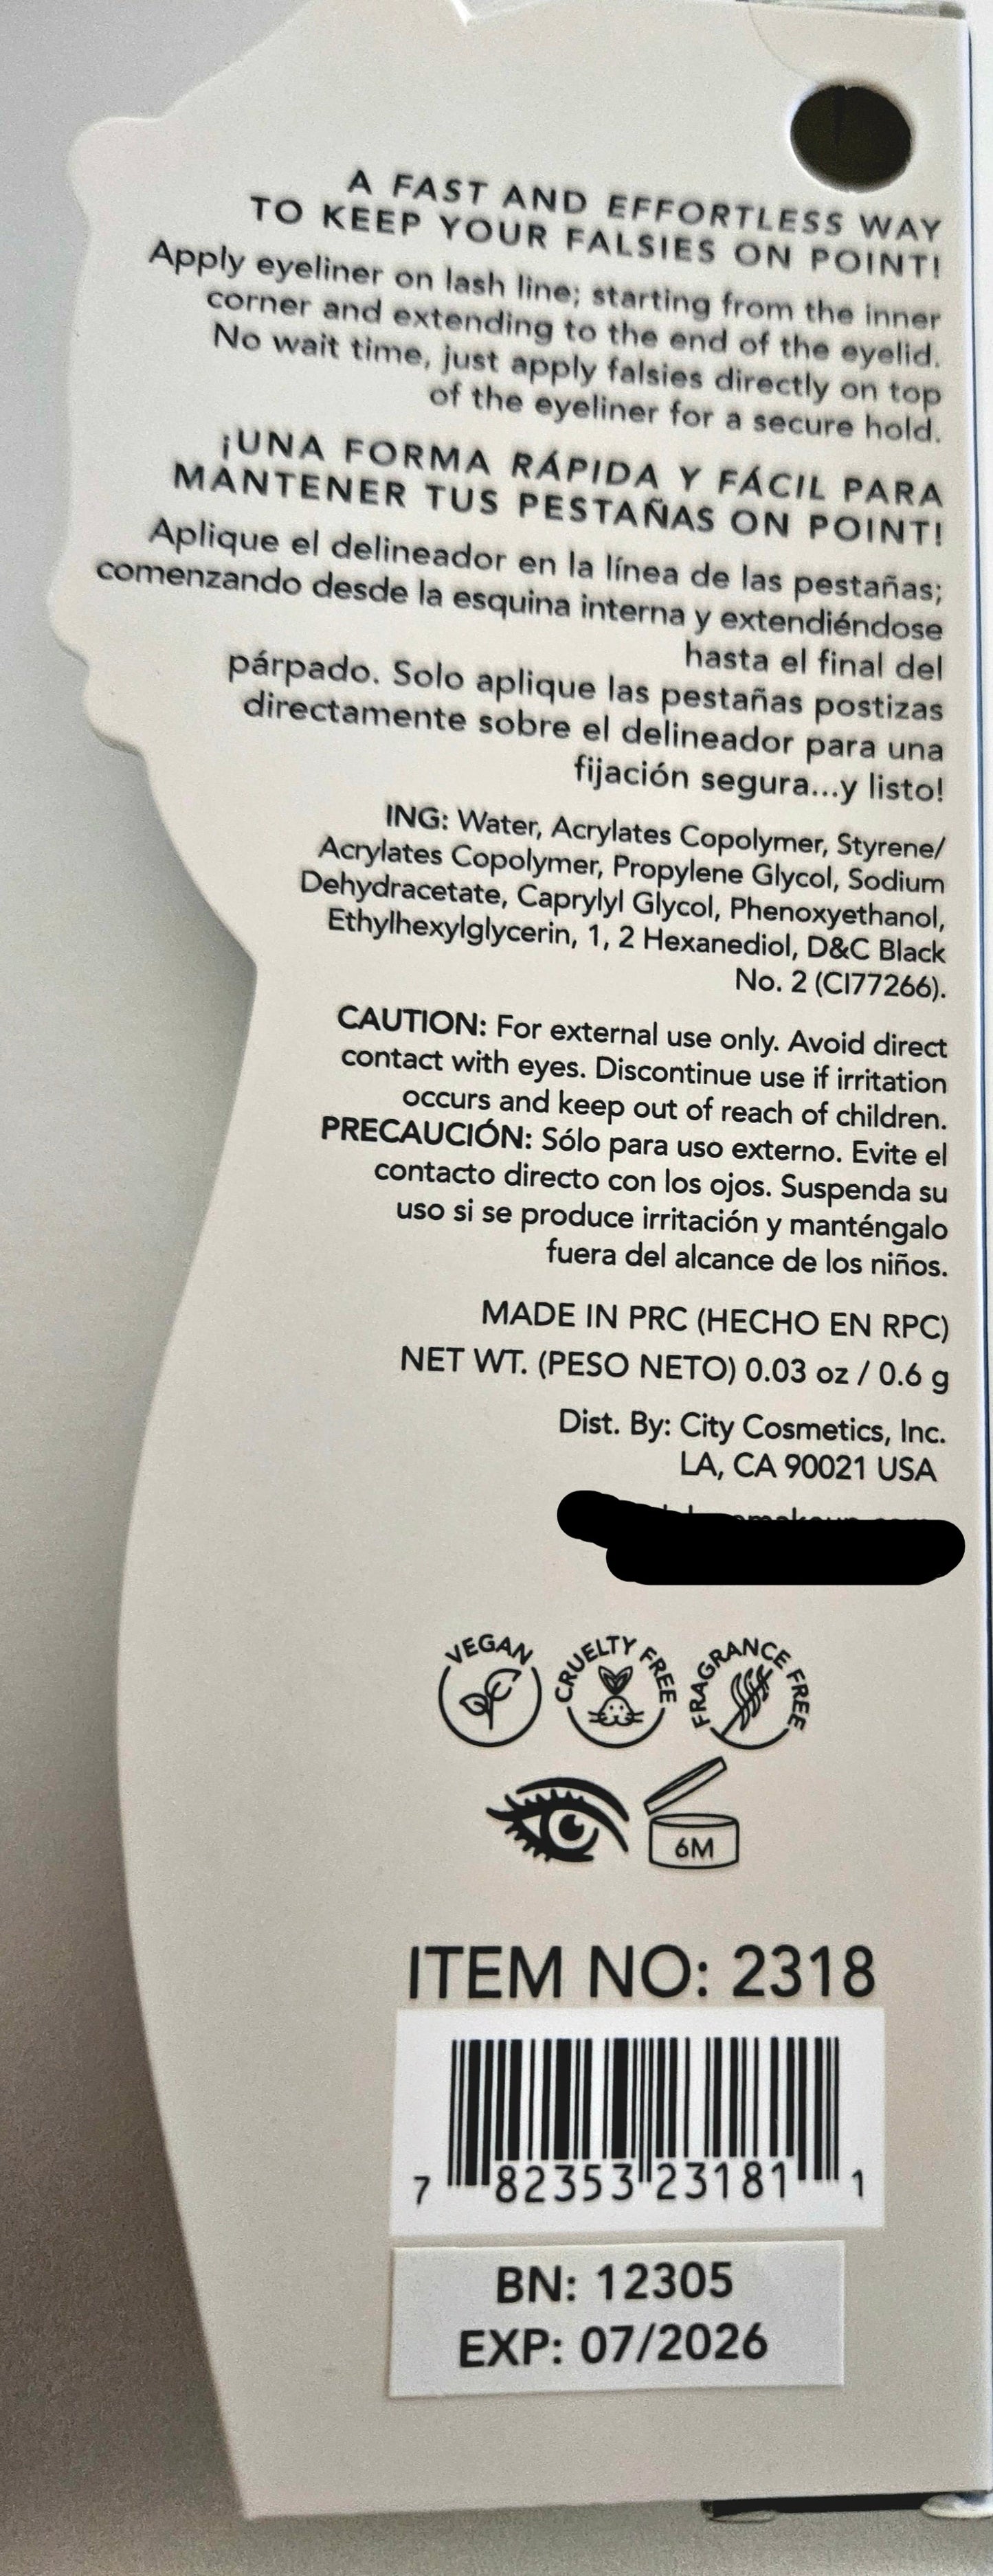 A FAST AND EFFORTLESS WAY
TO KEEP YOUR FALSIES ON POINT!
Apply eyeliner on lash line; starting from the inner
corner and extending to the end of the eyelid.
No wait time, just apply falsies directly on top
of the eyeliner for a secure hold.
¡UNA FORMA RÁPIDA Y FÁCIL PARA
MANTENER TUS PESTAÑAS ON POINT!
Aplique el delineador en la línea de las pestañas;
comenzando desde la esquina interna y extendiéndose
hasta el final del
párpado. Solo aplique las pestañas postizas
directamente sobre el delineador para una
fijación segura...y listo!
ING: Water, Acrylates Copolymer, Styrene/
Acrylates Copolymer, Propylene Glycol, Sodium
Dehydracetate, Caprylyl Glycol, Phenoxyethanol,
Ethylhexylglycerin, 1, 2 Hexanediol, D&C Black
No. 2 (CI77266).
CAUTION: For external use only. Avoid direct
contact with eyes. Discontinue use if irritation
occurs and keep out of reach of children.
PRECAUCIÓN: Sólo para uso externo. Evite el
contacto directo con los ojos. Suspenda su
uso si se produce irritación y manténgalo
fuera del alcance de los niños.
MADE IN PRC (HECHO EN RPC)
NET WT. (PESO NETO) 0.03 oz / 0.6 g
Dist. By: City Cosmetics, Inc.
LA, CA 90021 USA
VEGAN
CRUELTY FREE
FRAGRANCE FREE
6M
ITEM NO: 2318
7 82353 23181 1
BN: 12305
EXP: 07/2026